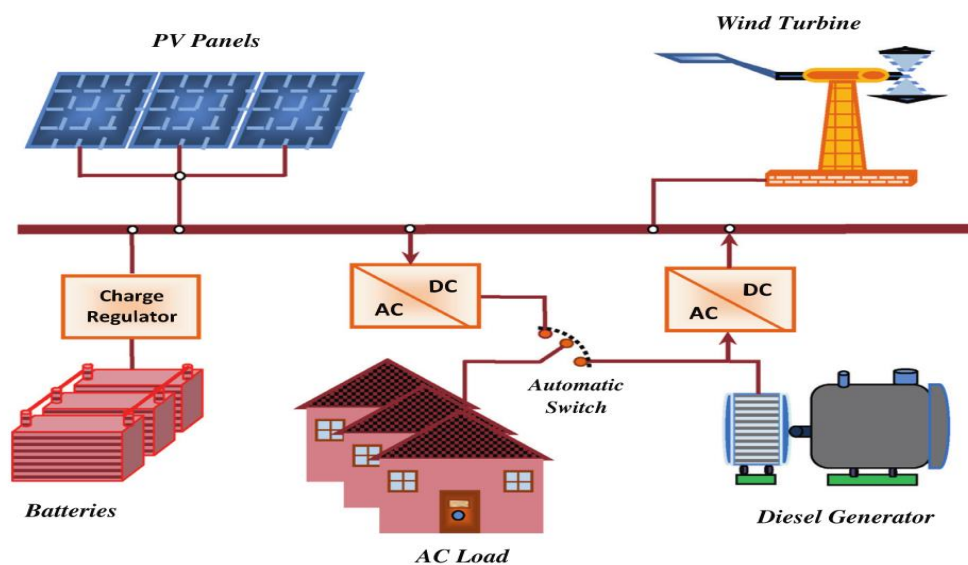 PV Panels
Wind Turbine
Charge
Regulator
DC
AC
DC
AC
Automatic
Switch
Batteries
AC Load
Diesel Generator